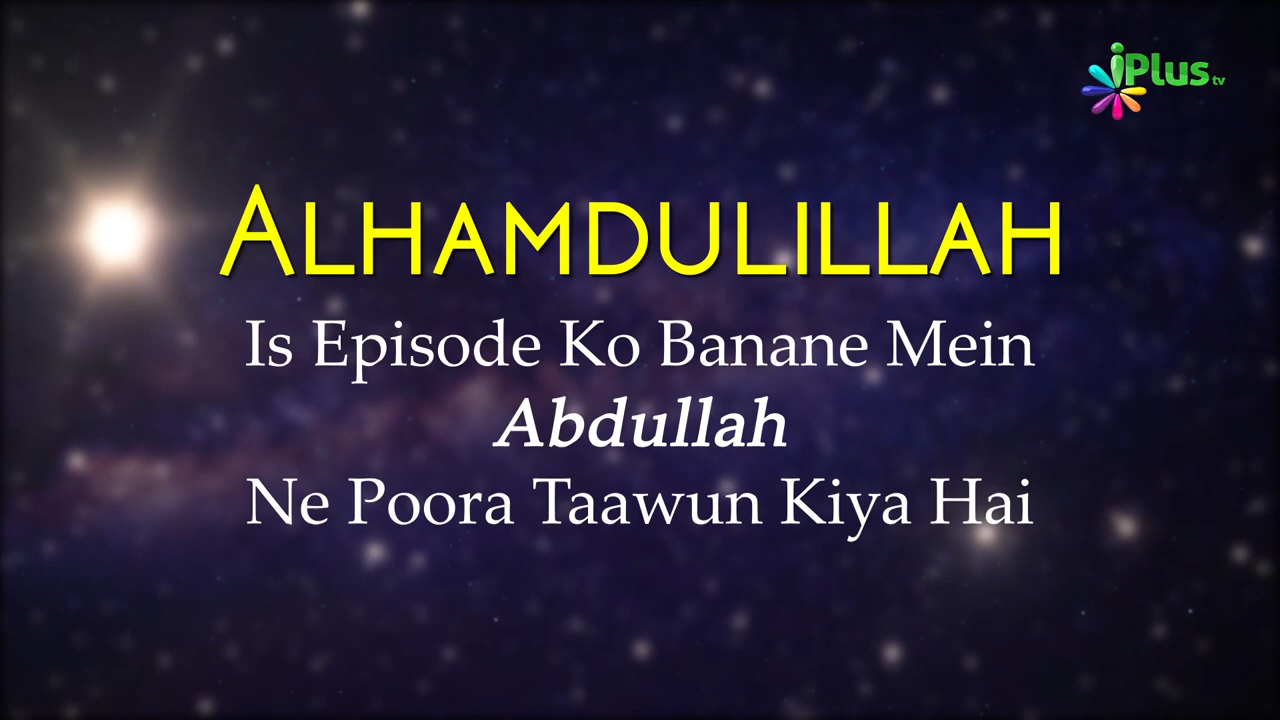 iPlus tv
ALHAMDULILLAH
Is Episode Ko Banane Mein
Abdullah
Ne Poora Taawun Kiya Hai